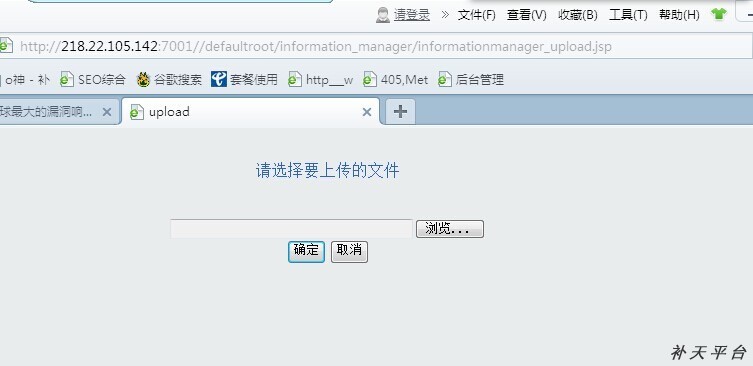 请登录 » 文件(F) 查看(V) 收藏(B) 工具(T) 帮助(H)
http://218.22.105.142:7001//defaultroot/information_manager/informationmanager_upload.jsp
o神 - 补 SEO综合 谷歌搜索 套餐使用 http___w 405,Met 后台管理
球最大的漏洞响... upload
请选择要上传的文件
浏览...
确定 取消
补天平台